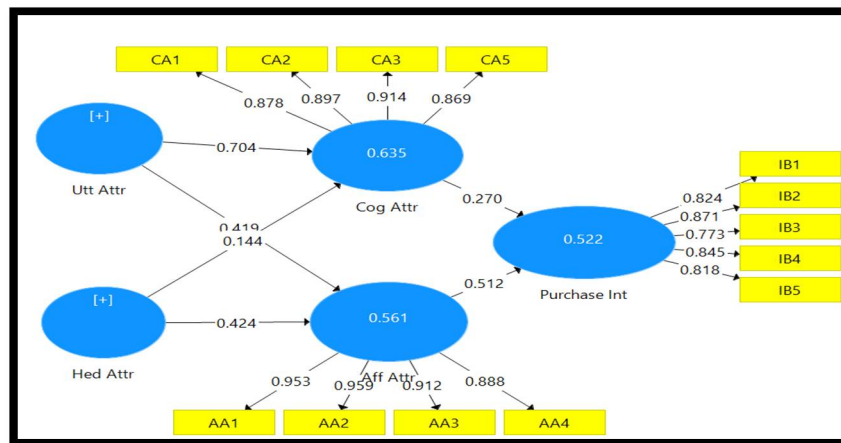 CA1 CA2 CA3 CA5
0.878 0.897 0.914 0.869
[+]
Utt Attr
0.704
0.635
Cog Attr
0.270
0.419
0.144
[+]
Hed Attr
0.424
0.561
Aff Attr
0.512
0.522
Purchase Int
0.824 IB1
0.871 IB2
0.773 IB3
0.845 IB4
0.818 IB5
0.953 0.959 0.912 0.888
AA1 AA2 AA3 AA4